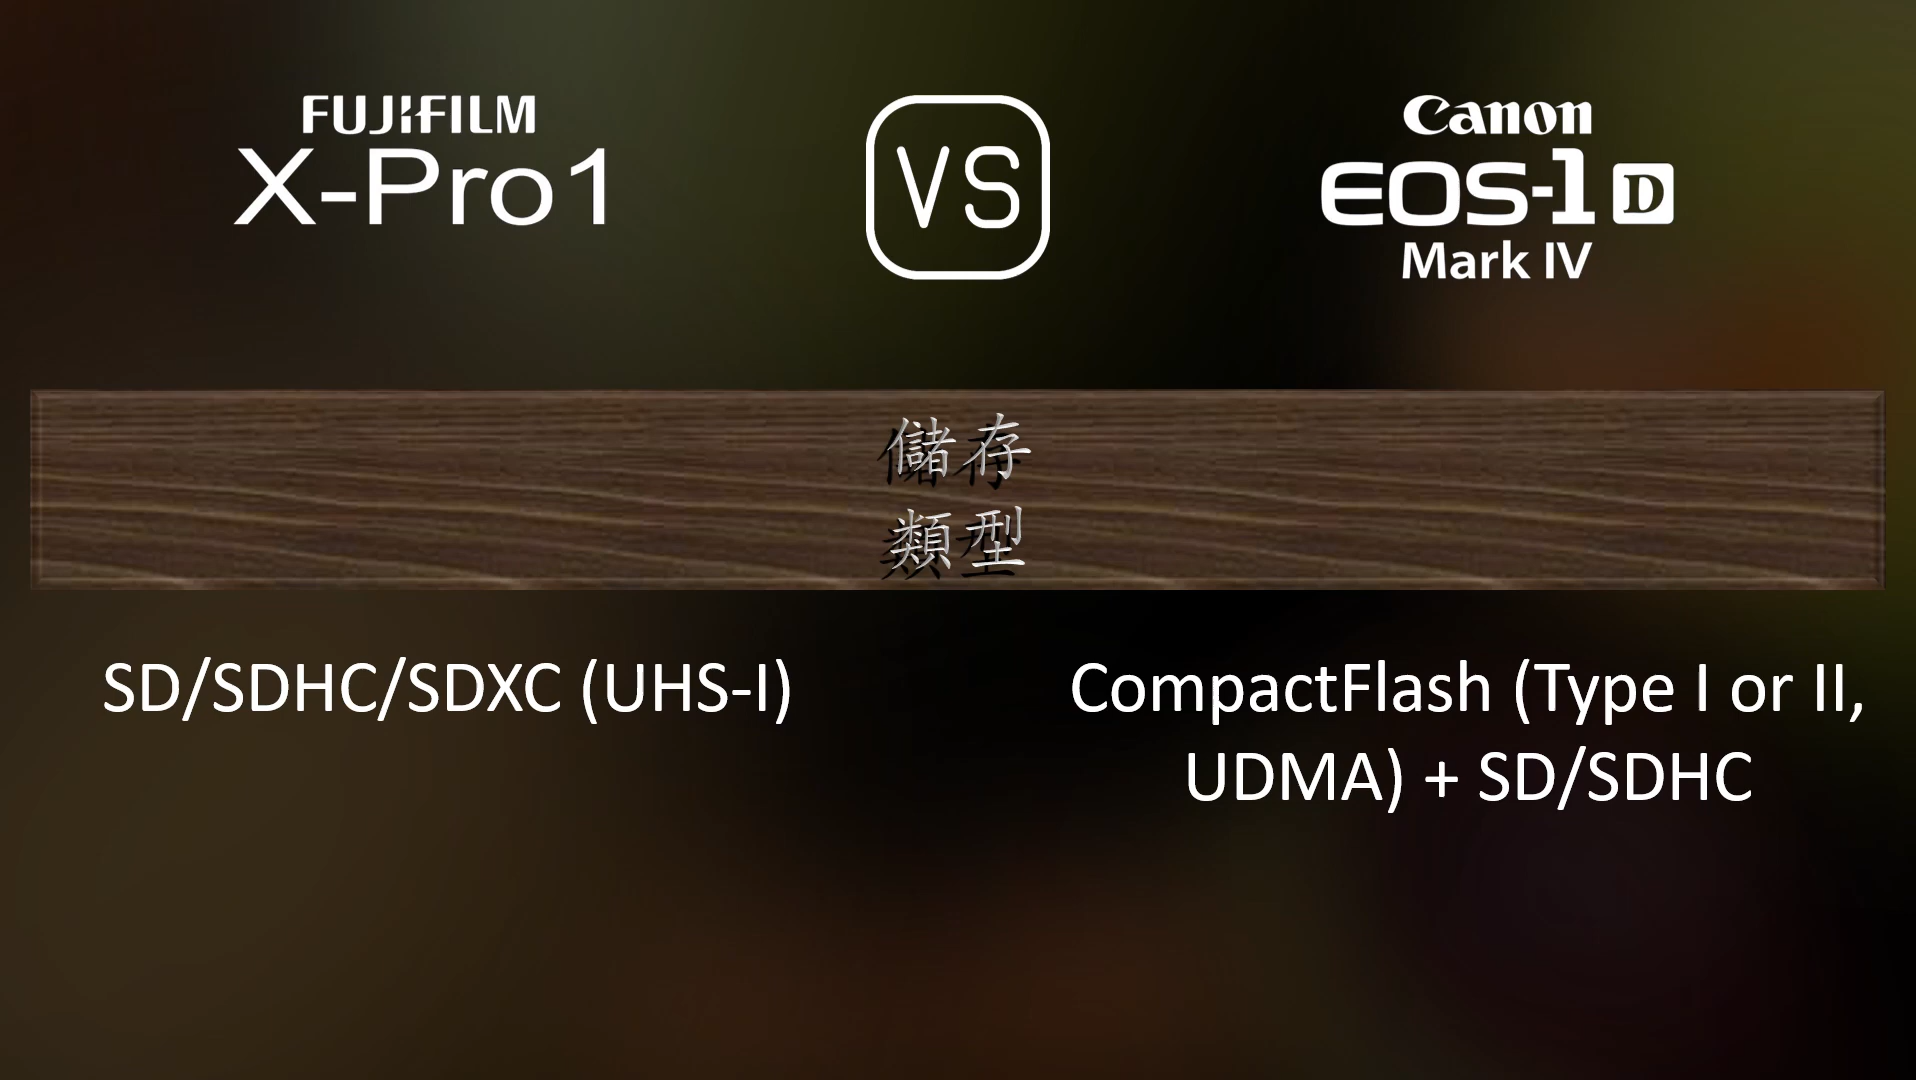 FUJIFILM
X-Pro1
VS
Canon
EOS-1D
Mark IV
儲存
類型
SD/SDHC/SDXC (UHS-I)
CompactFlash (Type I or II,
UDMA) + SD/SDHC